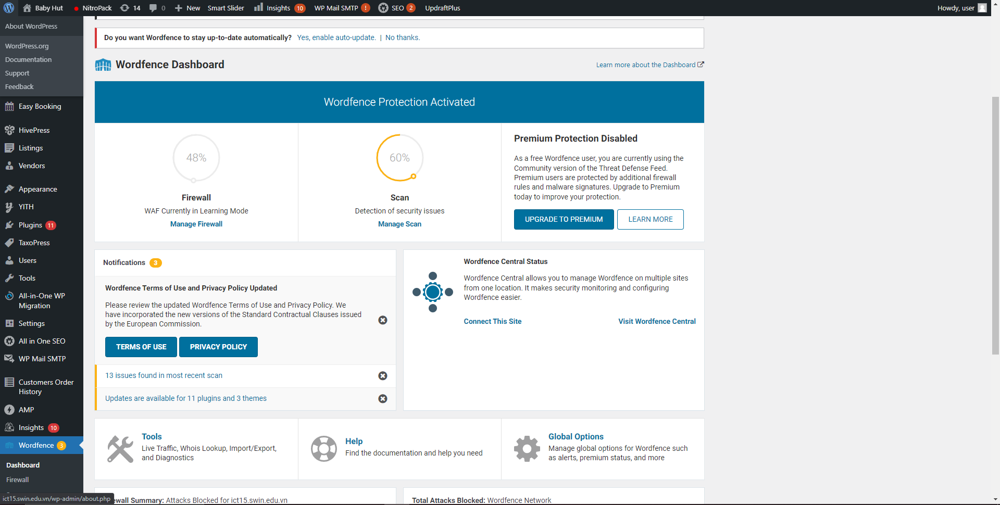 Baby Hut
NitroPack
14
0
New
Smart Slider
Insights 10
WP Mail SMTP !
SEO 2
UpdraftPlus
Howdy, user
About WordPress
WordPress.org
Documentation
Support
Feedback
Easy Booking
HivePress
Listings
Vendors
Appearance
YITH
Plugins 11
TaxoPress
Users
Tools
All-in-One WP
Migration
Settings
All in One SEO
WP Mail SMTP
Customers Order
History
AMP
Insights 10
Wordfence 3
Dashboard
Firewall
ict15.swin.edu.vn/wp-admin/about.php
Do you want Wordfence to stay up-to-date automatically? Yes, enable auto-update. | No thanks.
Wordfence Dashboard
Learn more about the Dashboard
Wordfence Protection Activated
48%
Firewall
WAF Currently in Learning Mode
Manage Firewall
60%
Scan
Detection of security issues
Manage Scan
Premium Protection Disabled
As a free Wordfence user, you are currently using the
Community version of the Threat Defense Feed.
Premium users are protected by additional firewall
rules and malware signatures. Upgrade to Premium
today to improve your protection.
UPGRADE TO PREMIUM
LEARN MORE
Notifications 3
Wordfence Terms of Use and Privacy Policy Updated
Please review the updated Wordfence Terms of Use and Privacy Policy. We
have incorporated the new versions of the Standard Contractual Clauses issued
by the European Commission.
TERMS OF USE
PRIVACY POLICY
13 issues found in most recent scan
Updates are available for 11 plugins and 3 themes
Wordfence Central Status
Wordfence Central allows you to manage Wordfence on multiple sites
from one location. It makes security monitoring and configuring
Wordfence easier.
Connect This Site
Visit Wordfence Central
Tools
Live Traffic, Whois Lookup, Import/Export,
and Diagnostics
Help
Find the documentation and help you need
Global Options
Manage global options for Wordfence such
as alerts, premium status, and more
ewall Summary: Attacks Blocked for ict15.swin.edu.vn
Total Attacks Blocked: Wordfence Network